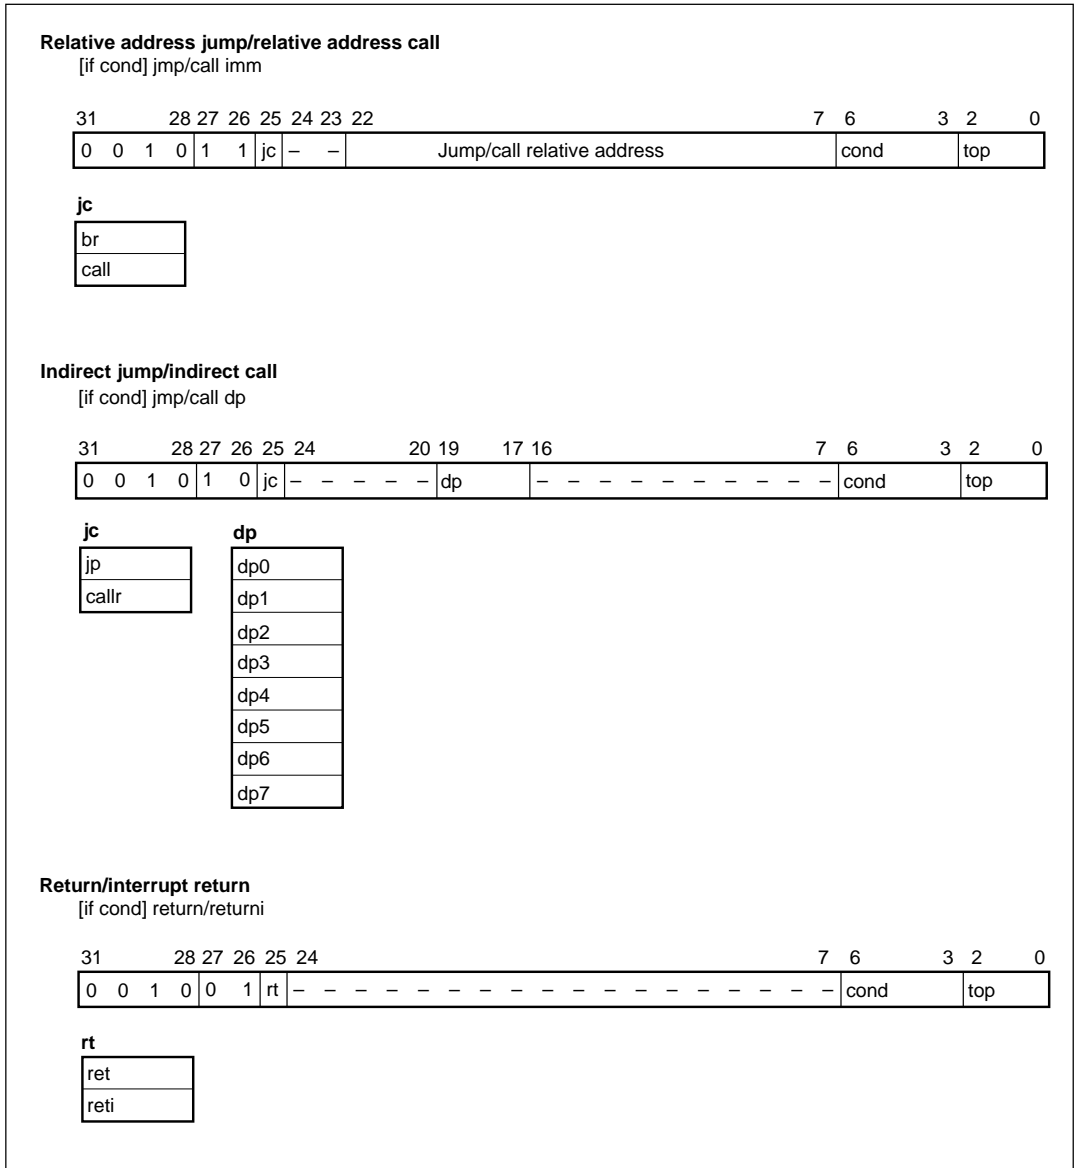 Relative address jump/relative address call
[if cond] jmp/call imm
31 28 27 26 25 24 23 22 7 6 3 2 0
0 0 1 0 1 1 jc – – Jump/call relative address cond top
jc
br
call
Indirect jump/indirect call
[if cond] jmp/call dp
31 28 27 26 25 24 20 19 17 16 7 6 3 2 0
0 0 1 0 1 0 jc – – – – – dp – – – – – – – – – – cond top
jc dp
jp dp0
callr dp1
dp2
dp3
dp4
dp5
dp6
dp7
Return/interrupt return
[if cond] return/returni
31 28 27 26 25 24 7 6 3 2 0
0 0 1 0 0 1 rt – – – – – – – – – – – – – – – – – – cond top
rt
ret
reti